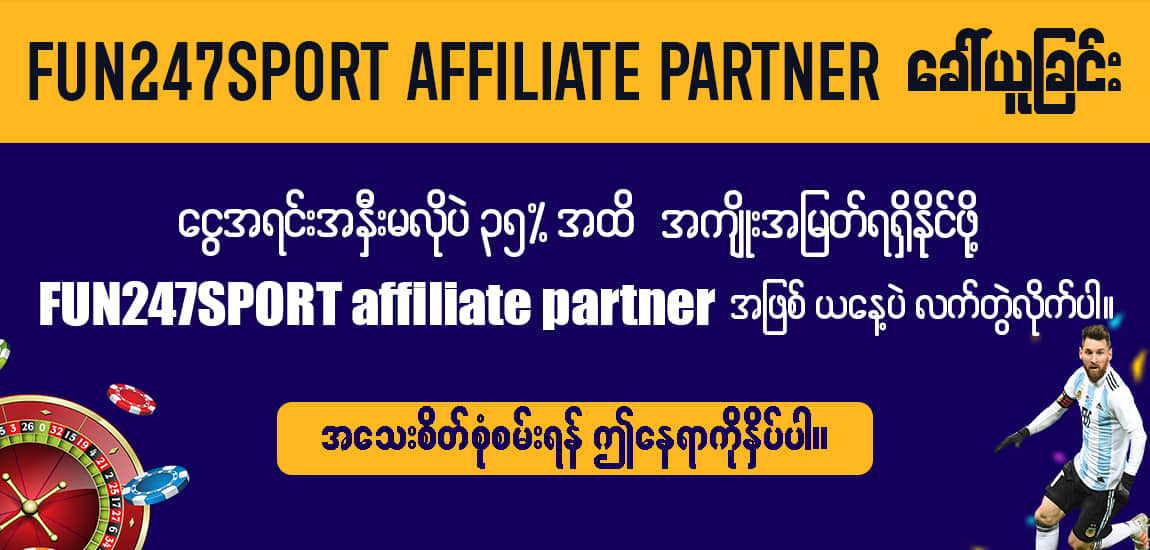 FUN247SPORT AFFILIATE PARTNER ခေါ်ယူခြင်း
ငွေအရင်းအနှီးမလိုပဲ ၃၅% အထိ အကျိုးအမြတ်ရရှိနိုင်ဖို့
FUN247SPORT affiliate partner အဖြစ် ယနေ့ပဲ လက်တွဲလိုက်ပါ။
အသေးစိတ်စုံစမ်းရန် ဤနေရာကိုနှိပ်ပါ။